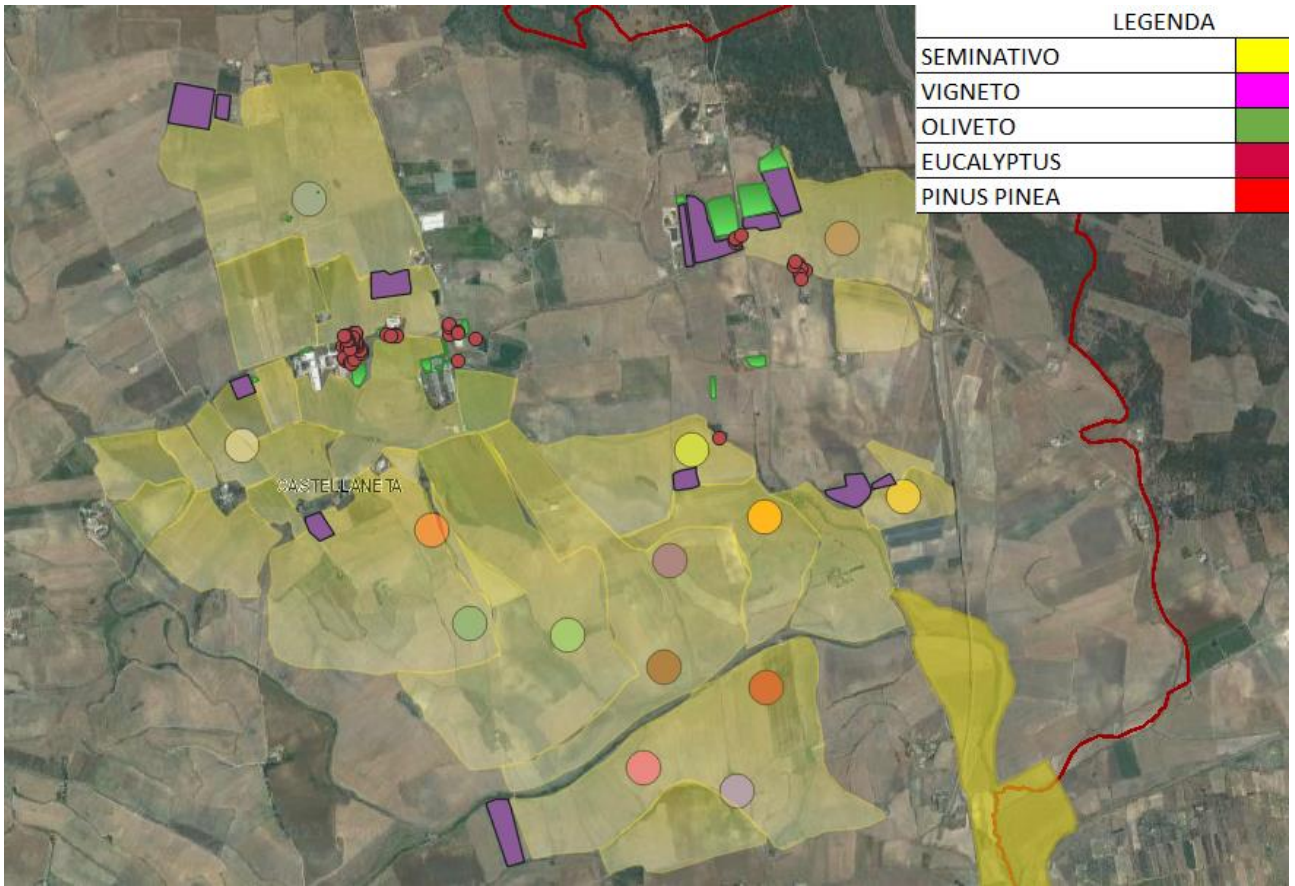 LEGENDA
SEMINATIVO
VIGNETO
OLIVETO
EUCALYPTUS
PINUS PINEA
CASTELLANETA